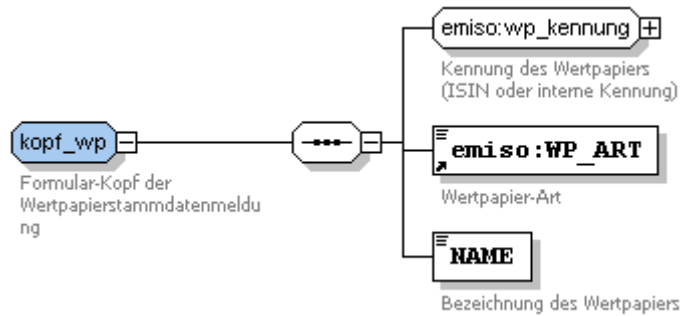 emiso:wp_kennung
Kennung des Wertpapiers
(ISIN oder interne Kennung)
kopf_wp
Formular-Kopf der
Wertpapierstammdatenmeldu
ng
emiso:WP_ART
Wertpapier-Art
NAME
Bezeichnung des Wertpapiers